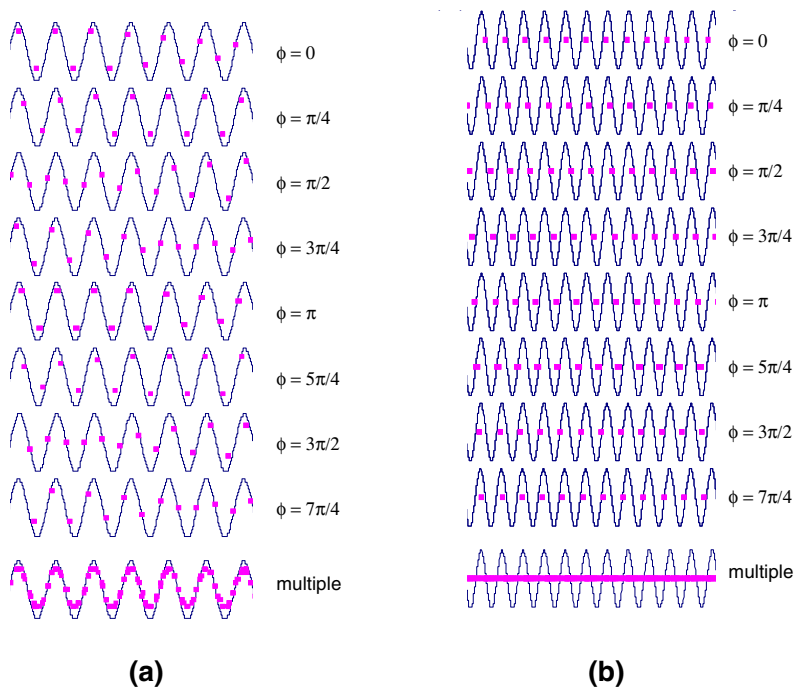 ϕ = 0
ϕ = π/4
ϕ = π/2
ϕ = 3π/4
ϕ = π
ϕ = 5π/4
ϕ = 3π/2
ϕ = 7π/4
multiple
(a)
ϕ = 0
ϕ = π/4
ϕ = π/2
ϕ = 3π/4
ϕ = π
ϕ = 5π/4
ϕ = 3π/2
ϕ = 7π/4
multiple
(b)